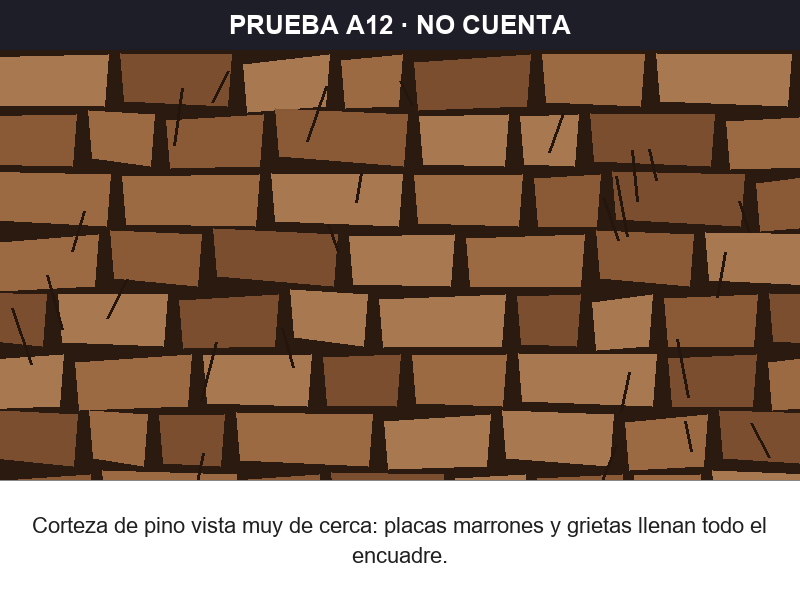 PRUEBA A12 · NO CUENTA
Corteza de pino vista muy de cerca: placas marrones y grietas llenan todo el
encuadre.